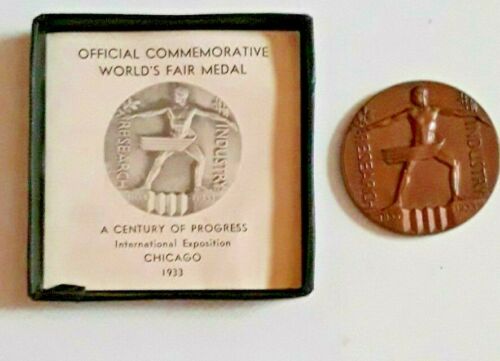 OFFICIAL COMMEMORATIVE
WORLD'S FAIR MEDAL
RESEARCH
INDUSTRY
A CENTURY OF PROGRESS
International Exposition
CHICAGO
1933
RESEARCH
INDUSTRY